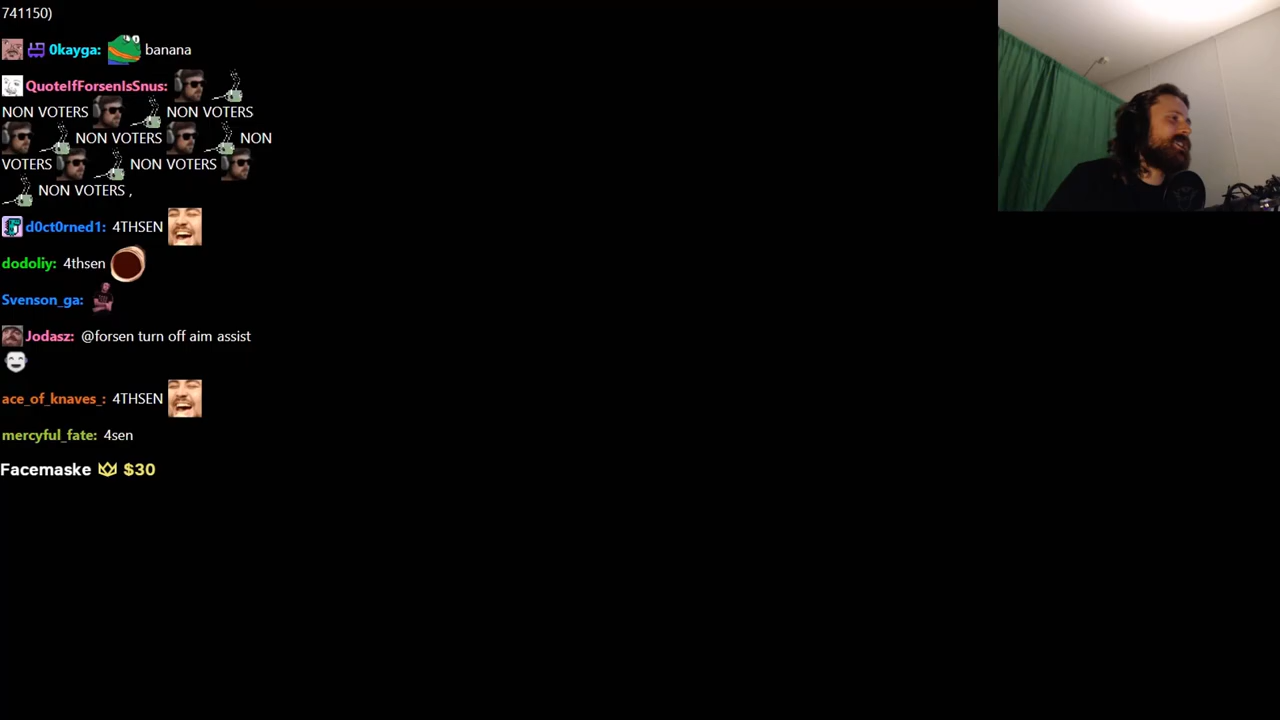 741150)
0kayga: banana
QuoteIfForsenIsSnus:
NON VOTERS NON VOTERS
NON VOTERS NON
VOTERS NON VOTERS
NON VOTERS ,
d0ct0rned1: 4THSEN
dodoliy: 4thsen
Svenson_ga:
Jodasz: @forsen turn off aim assist
ace_of_knaves_: 4THSEN
mercyful_fate: 4sen
Facemaske $30